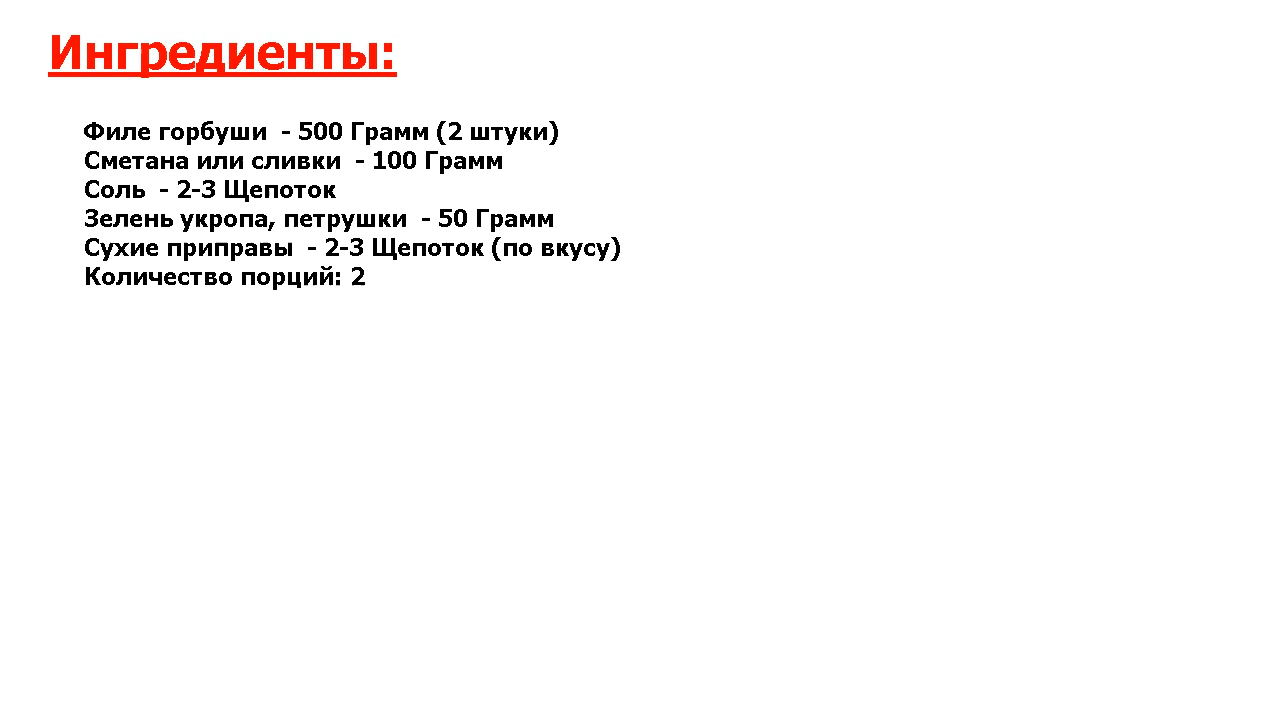 Ингредиенты:
Филе горбуши - 500 Грамм (2 штуки)
Сметана или сливки - 100 Грамм
Соль - 2-3 Щепоток
Зелень укропа, петрушки - 50 Грамм
Сухие приправы - 2-3 Щепоток (по вкусу)
Количество порций: 2